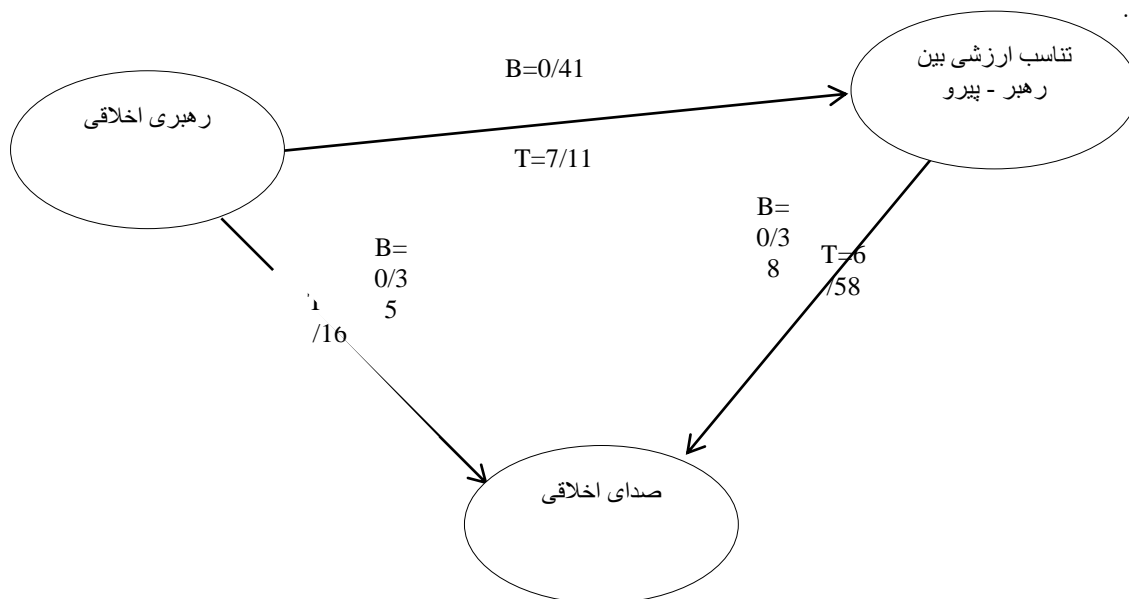 رهبری اخلاقی
B=0/41
T=7/11
تناسب ارزشی بین
رهبر - پیرو
B=
0/3
5
/16
B=
0/3
8
T=6
/58
صدای اخلاقی